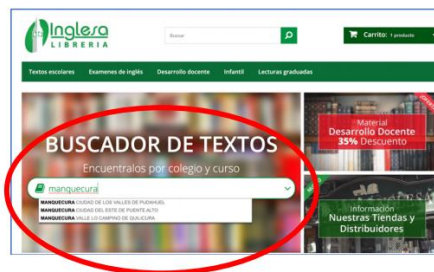 Inglesa
LIBRERIA
Buscar
Carrito: 1 producto
Textos escolares Examenes de inglés Desarrollo docente Infantil Lecturas graduadas
BUSCADOR DE TEXTOS
Encuentralos por colegio y curso
manquecura
MANQUECURA CIUDAD DE LOS VALLES DE PUDAHUEL
MANQUECURA CIUDAD DEL ESTE DE PUENTE ALTO
MANQUECURA VALLE LO CAMPINO DE QUILICURA
Material
Desarrollo Docente
35% Descuento
Información
Nuestras Tiendas y
Distribuidores